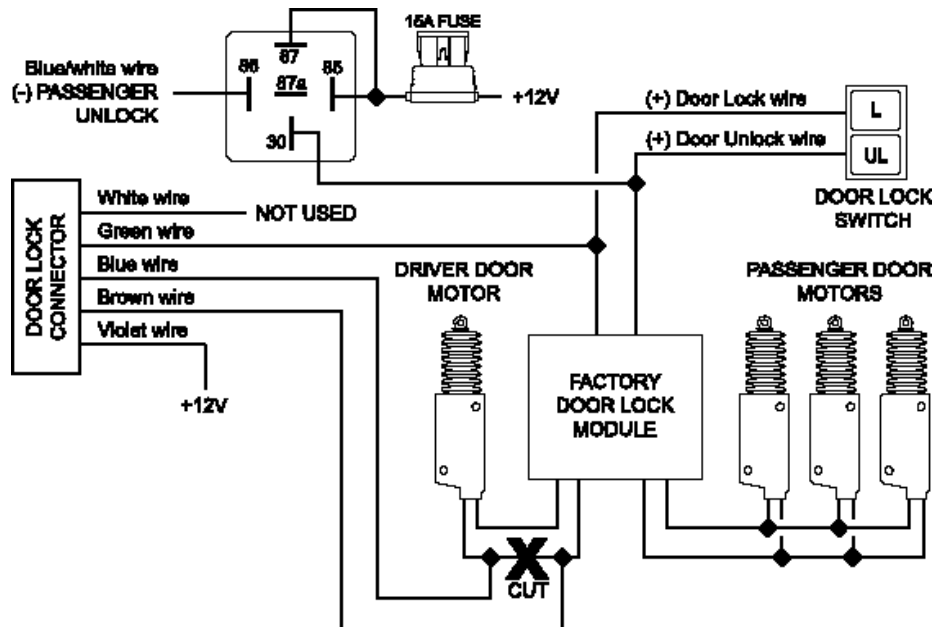 15A FUSE
87
86
87a
85
30
Blue/white wire
(-) PASSENGER
UNLOCK
+12V
(+) Door Lock wire
(+) Door Unlock wire
L
UL
DOOR LOCK
SWITCH
DOOR LOCK
CONNECTOR
White wire
NOT USED
Green wire
Blue wire
Brown wire
Violet wire
+12V
DRIVER DOOR
MOTOR
PASSENGER DOOR
MOTORS
FACTORY
DOOR LOCK
MODULE
X
CUT